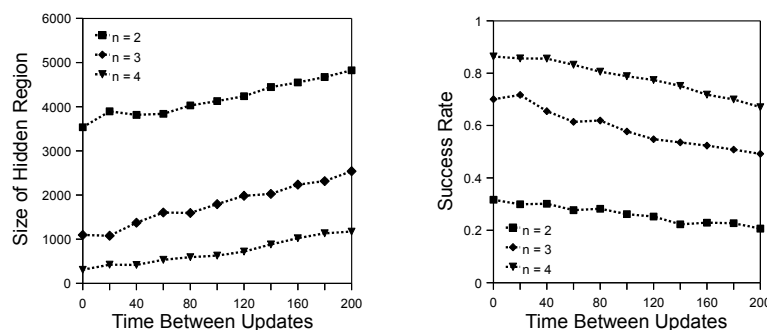 6000
5000
4000
3000
2000
1000
0
n = 2
n = 3
n = 4
Size of Hidden Region
0 40 80 120 160 200
Time Between Updates
1
0.8
0.6
0.4
0.2
0
n = 2
n = 3
n = 4
Success Rate
0 40 80 120 160 200
Time Between Updates